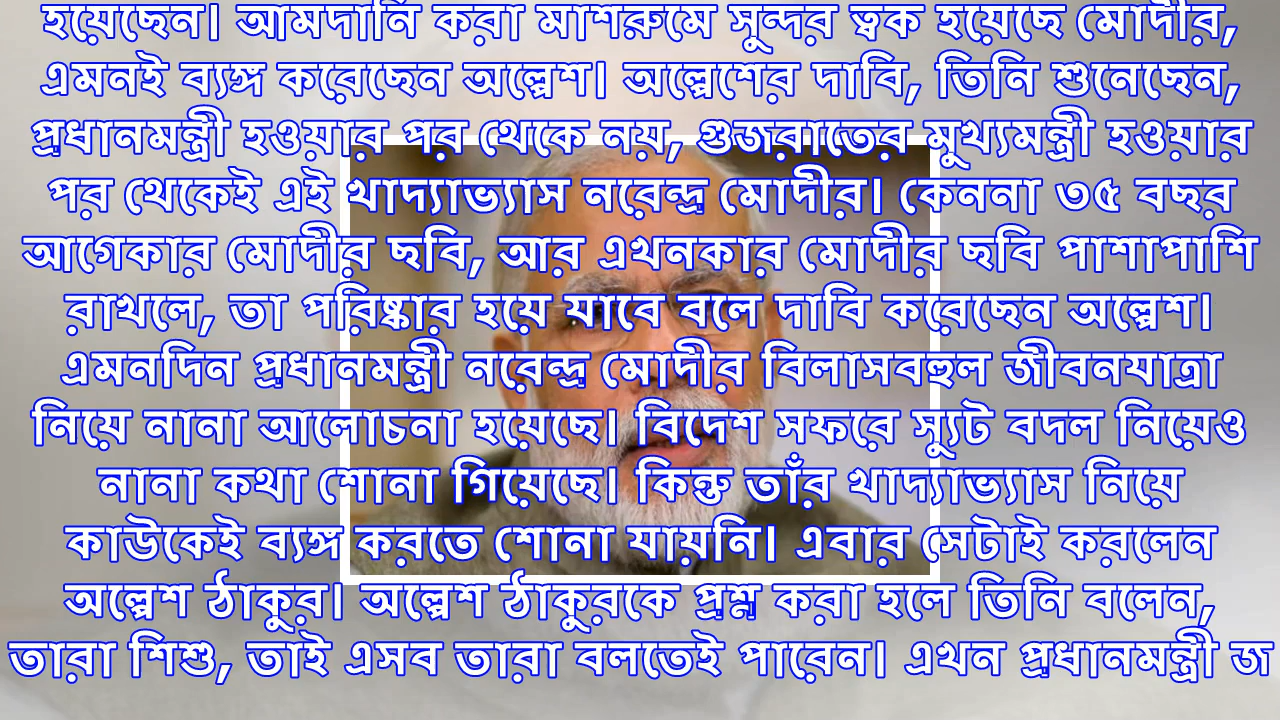 হয়েছেন। আমদানি করা মাশরুমে সুন্দর ত্বক হয়েছে মোদীর,
এমনই ব্যঙ্গ করেছেন অল্পেশ। অল্পেশের দাবি, তিনি শুনেছেন,
প্রধানমন্ত্রী হওয়ার পর থেকে নয়, গুজরাতের মুখ্যমন্ত্রী হওয়ার
পর থেকেই এই খাদ্যাভ্যাস নরেন্দ্র মোদীর। কেননা ৩৫ বছর
আগেকার মোদীর ছবি, আর এখনকার মোদীর ছবি পাশাপাশি
রাখলে, তা পরিষ্কার হয়ে যাবে বলে দাবি করেছেন অল্পেশ।
এমনদিন প্রধানমন্ত্রী নরেন্দ্র মোদীর বিলাসবহুল জীবনযাত্রা
নিয়ে নানা আলোচনা হয়েছে। বিদেশ সফরে স্যুট বদল নিয়েও
নানা কথা শোনা গিয়েছে। কিন্তু তাঁর খাদ্যাভ্যাস নিয়ে
কাউকেই ব্যঙ্গ করতে শোনা যায়নি। এবার সেটাই করলেন
অল্পেশ ঠাকুর। অল্পেশ ঠাকুরকে প্রশ্ন করা হলে তিনি বলেন,
তারা শিশু, তাই এসব তারা বলতেই পারেন। এখন প্রধানমন্ত্রী জ